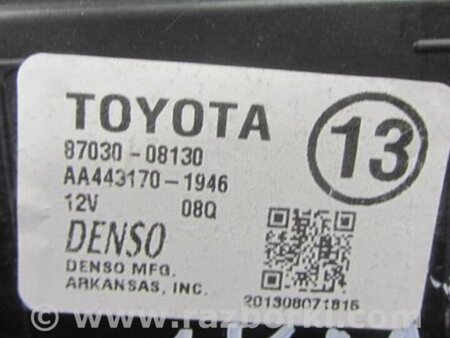 TOYOTA
13
87030-08130
AA443170-1946
12V 08Q
DENSO
DENSO MFG.
ARKANSAS, INC.
201308071815
www.razborki.com